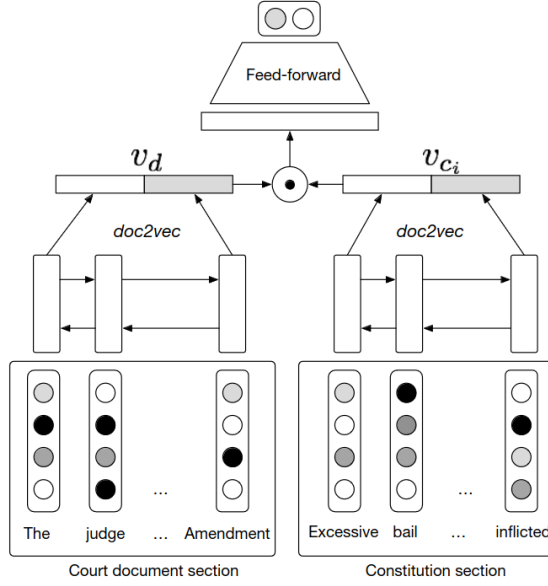 Feed-forward
v_d
v_{c_i}
doc2vec
doc2vec
The judge ... Amendment
Excessive bail ... inflicted
Court document section
Constitution section